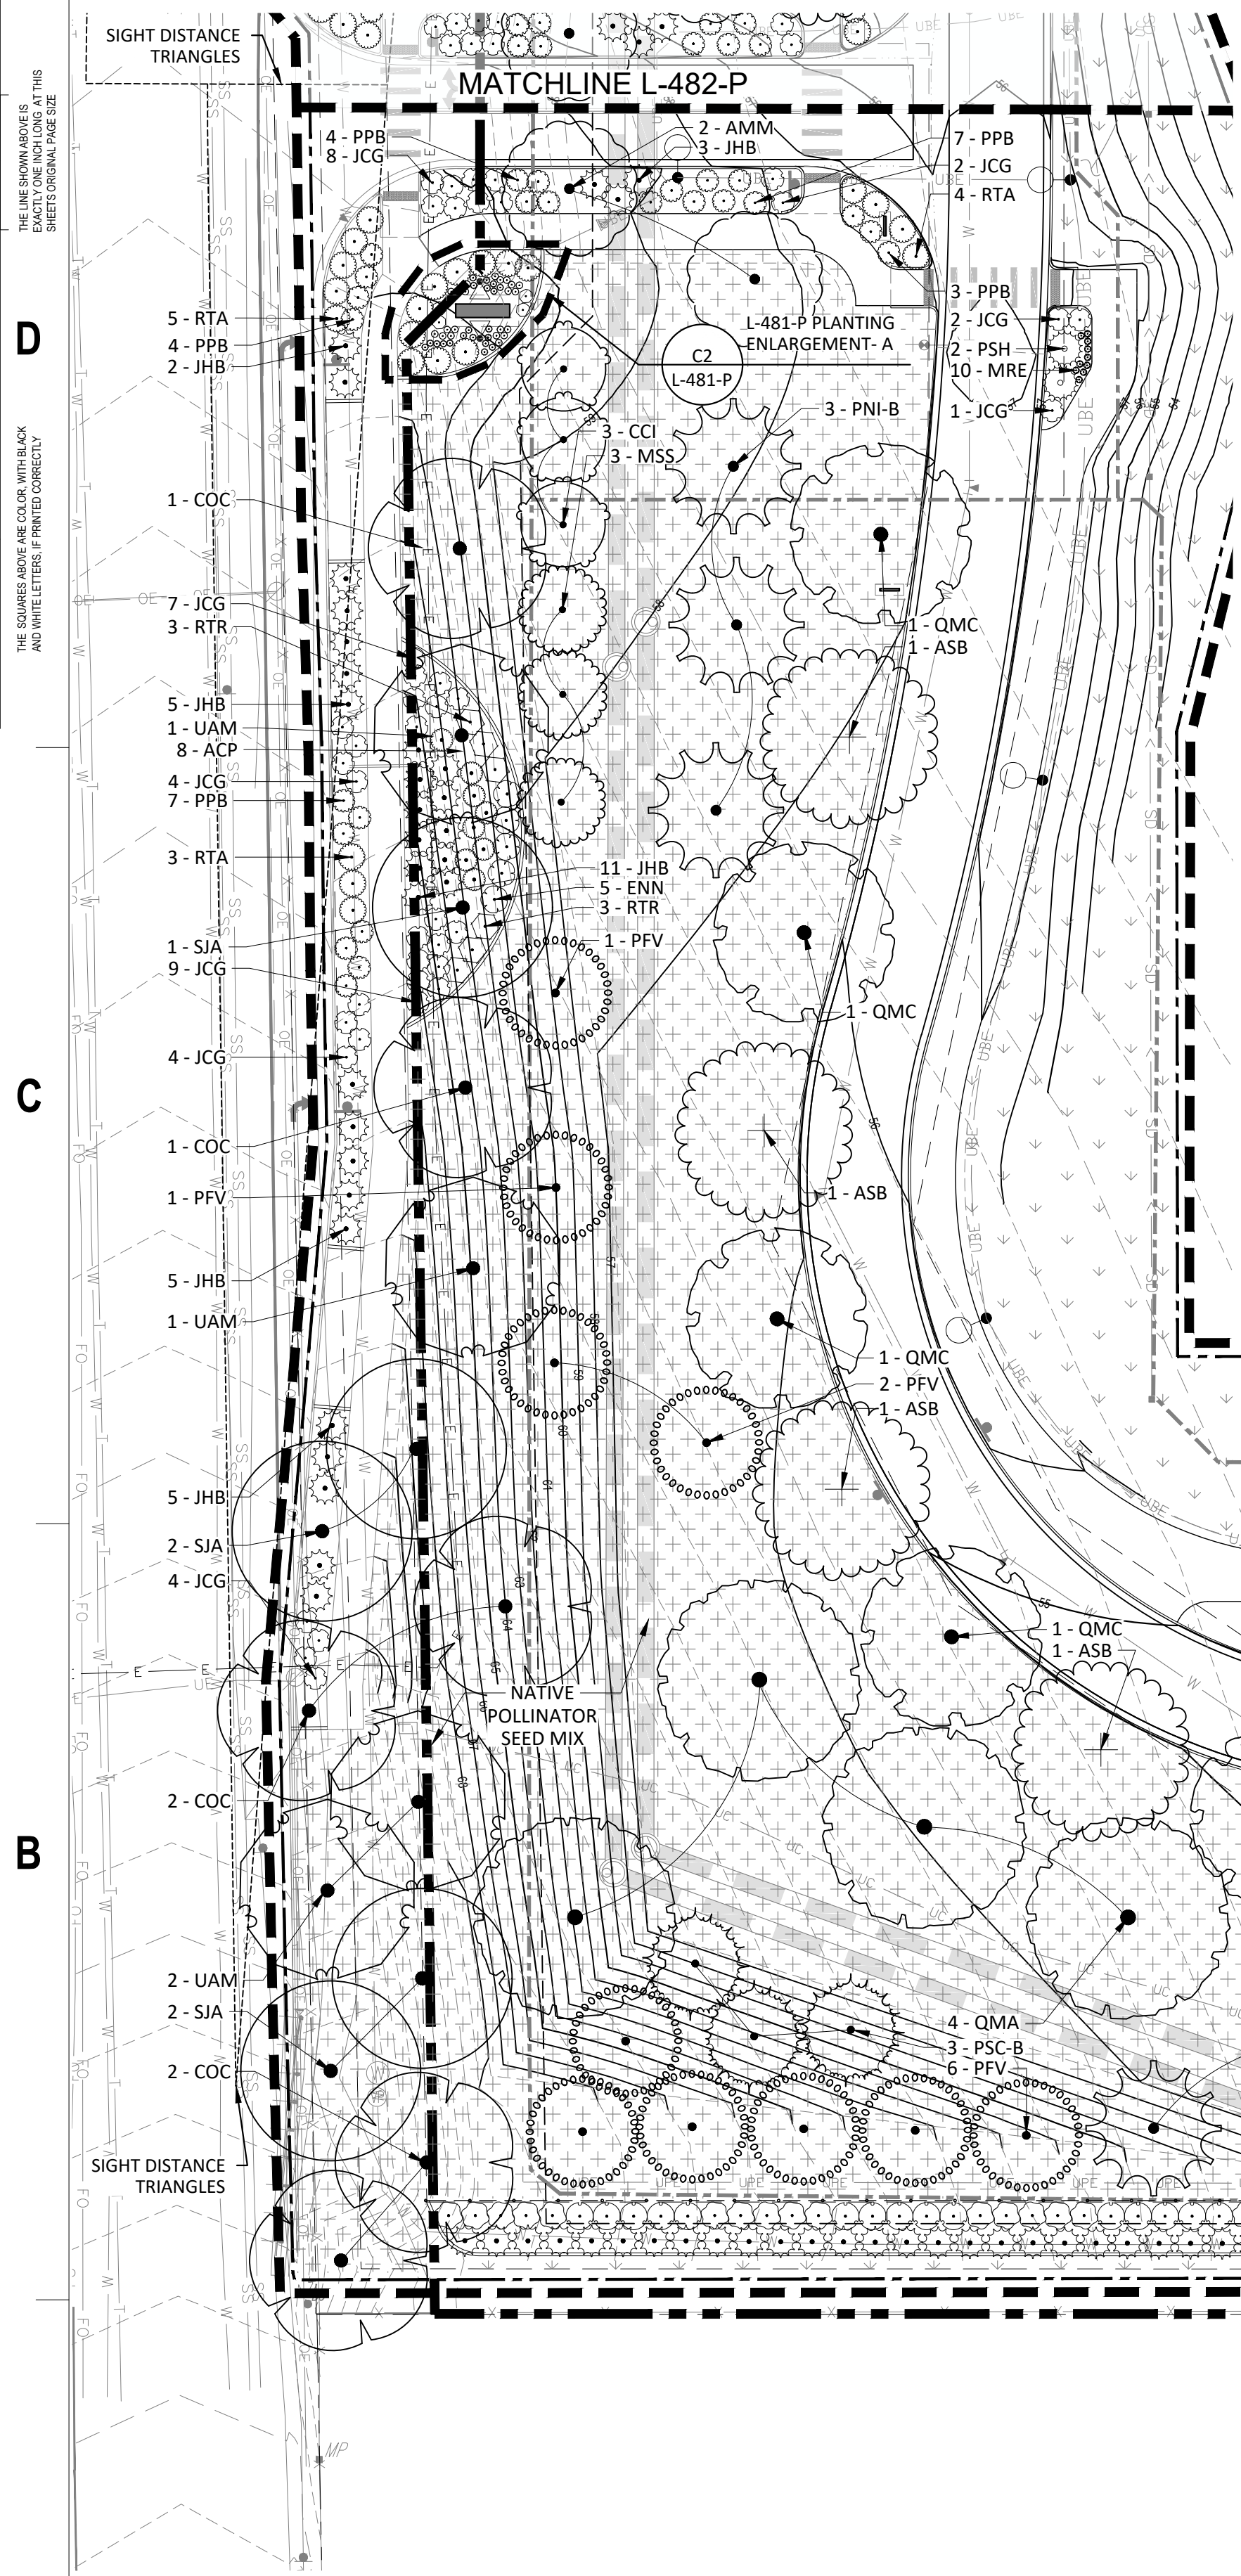 SIGHT DISTANCE
TRIANGLES
THE LINE SHOWN ABOVE IS
EXACTLY ONE INCH LONG AT THIS
SHEETS ORIGINAL PAGE SIZE
MATCHLINE L-482-P
4 - PPB
8 - JCG
2 - AMM
3 - JHB
7 - PPB
2 - JCG
4 - RTA
3 - PPB
2 - JCG
2 - PSH
10 - MRE
1 - JCG
D
5 - RTA
4 - PPB
2 - JHB
L-481-P PLANTING
ENLARGEMENT- A
C2
L-481-P
3 - PNI-B
3 - CCI
3 - MSS
THE SQUARES ABOVE ARE COLOR, WITH BLACK
AND WHITE LETTERS, IF PRINTED CORRECTLY
1 - COC
7 - JCG
3 - RTR
1 - QMC
1 - ASB
5 - JHB
1 - UAM
8 - ACP
4 - JCG
7 - PPB
3 - RTA
11 - JHB
5 - ENN
3 - RTR
1 - PFV
1 - SJA
9 - JCG
1 - QMC
4 - JCG
C
1 - COC
1 - PFV
1 - ASB
5 - JHB
1 - UAM
1 - QMC
2 - PFV
1 - ASB
5 - JHB
2 - SJA
4 - JCG
1 - QMC
1 - ASB
NATIVE
POLLINATOR
SEED MIX
2 - COC
B
2 - UAM
2 - SJA
2 - COC
4 - QMA
3 - PSC-B
6 - PFV
SIGHT DISTANCE
TRIANGLES
MP